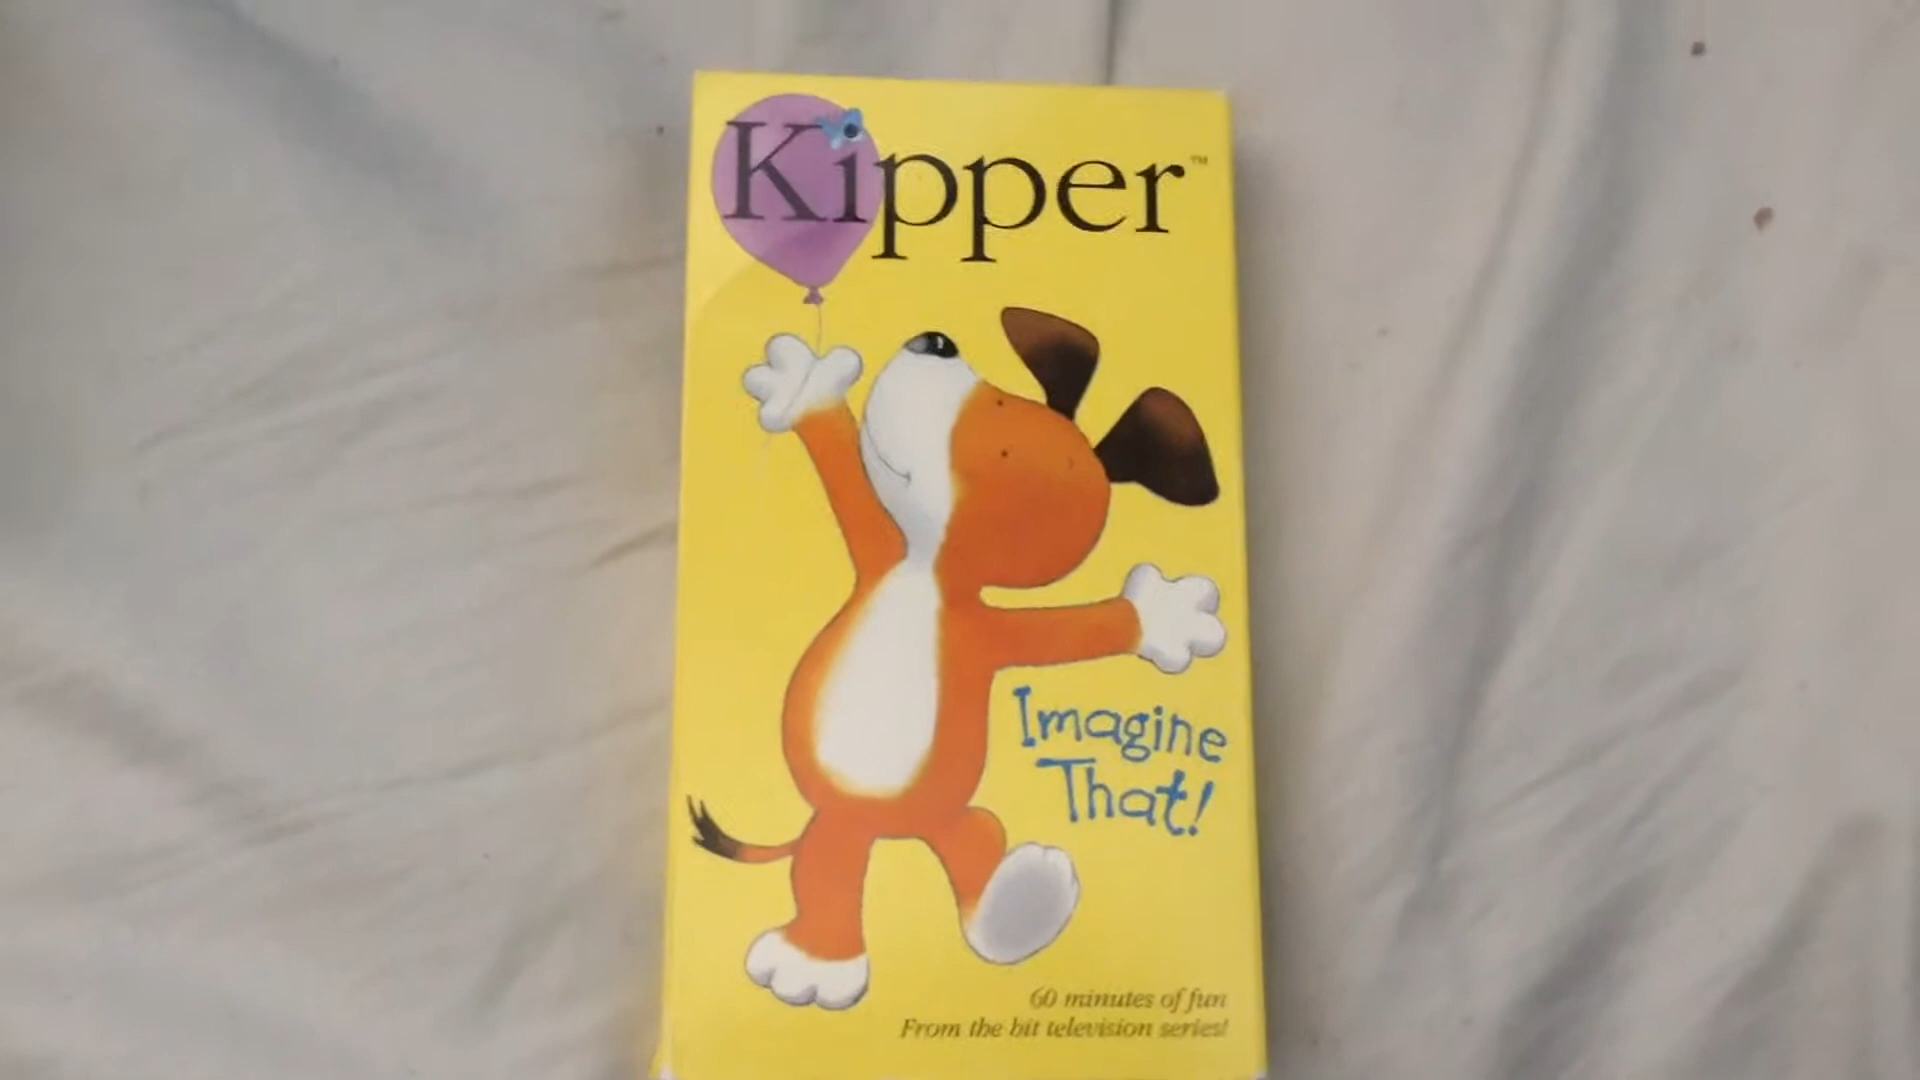 Kipper™
Imagine
That!
60 minutes of fun
From the hit television series!